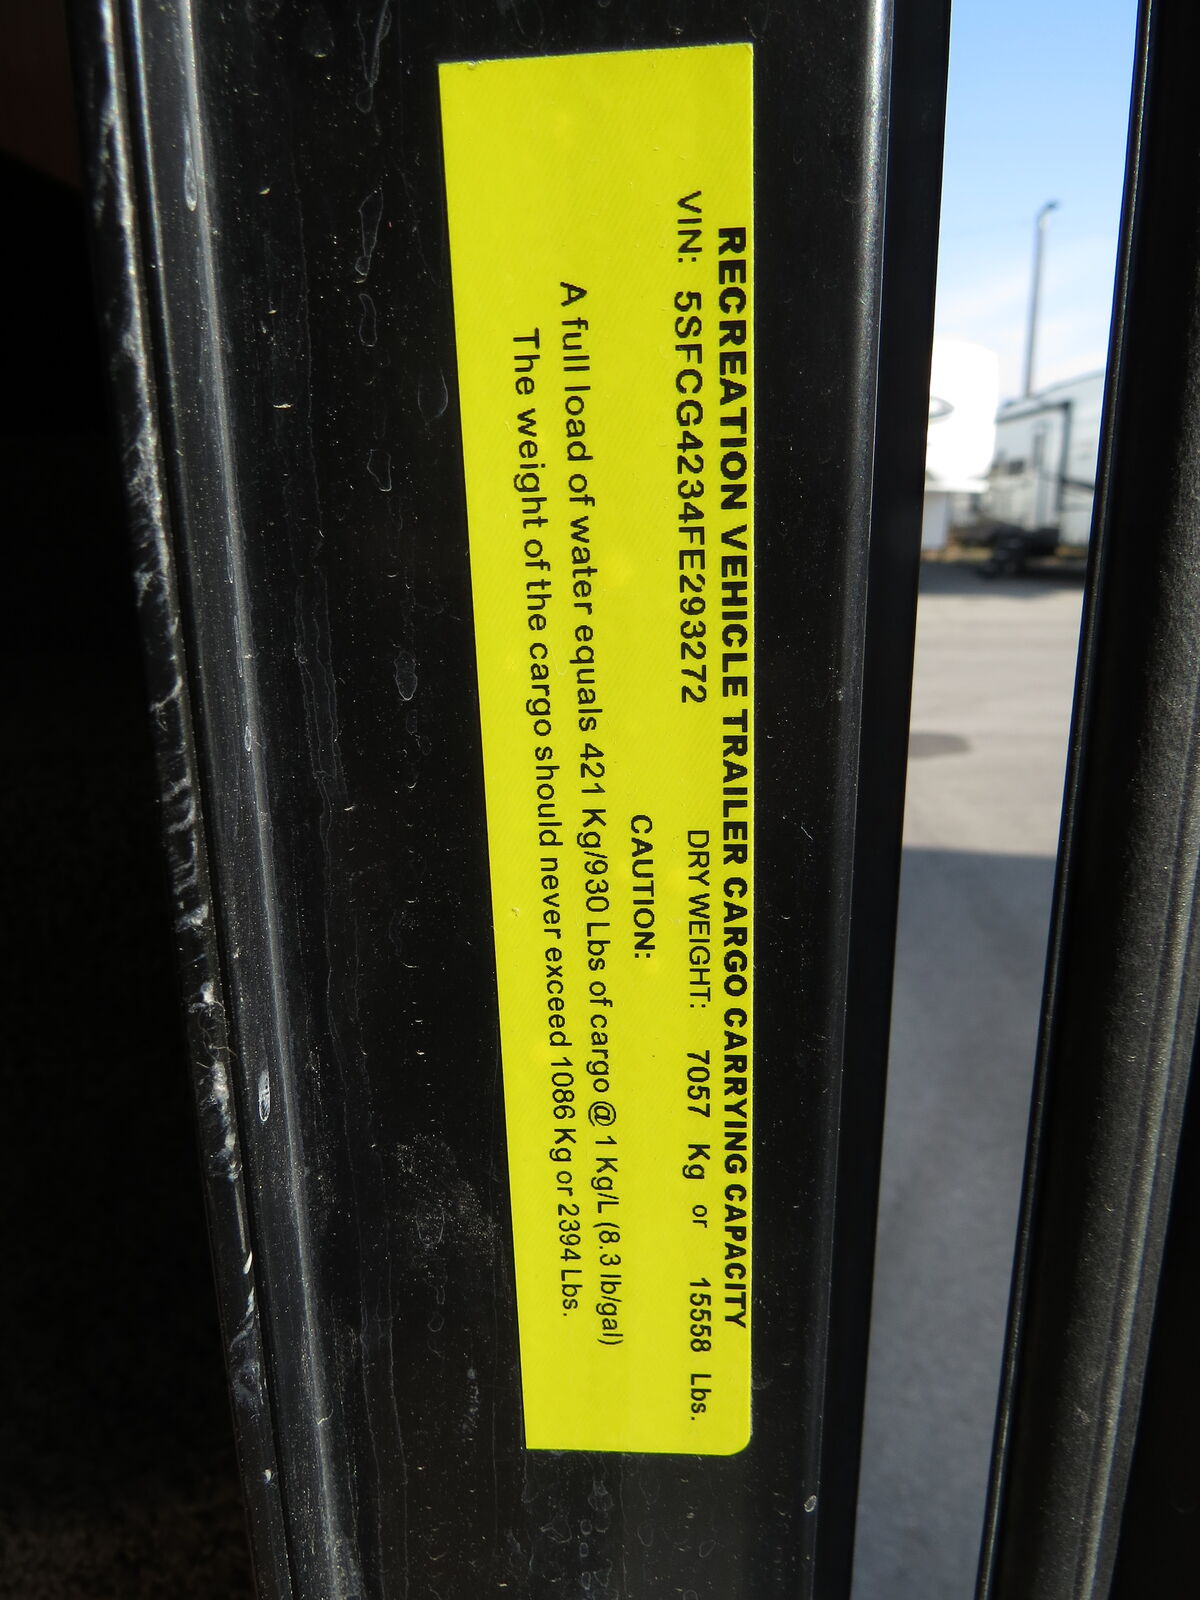 RECREATION VEHICLE TRAILER CARGO CARRYING CAPACITY
VIN: 5SFCG4234FE293272 DRY WEIGHT: 7057 Kg or 15558 Lbs.
CAUTION:
A full load of water equals 421 Kg/930 Lbs of cargo @ 1 Kg/L (8.3 lb/gal)
The weight of the cargo should never exceed 1086 Kg or 2394 Lbs.